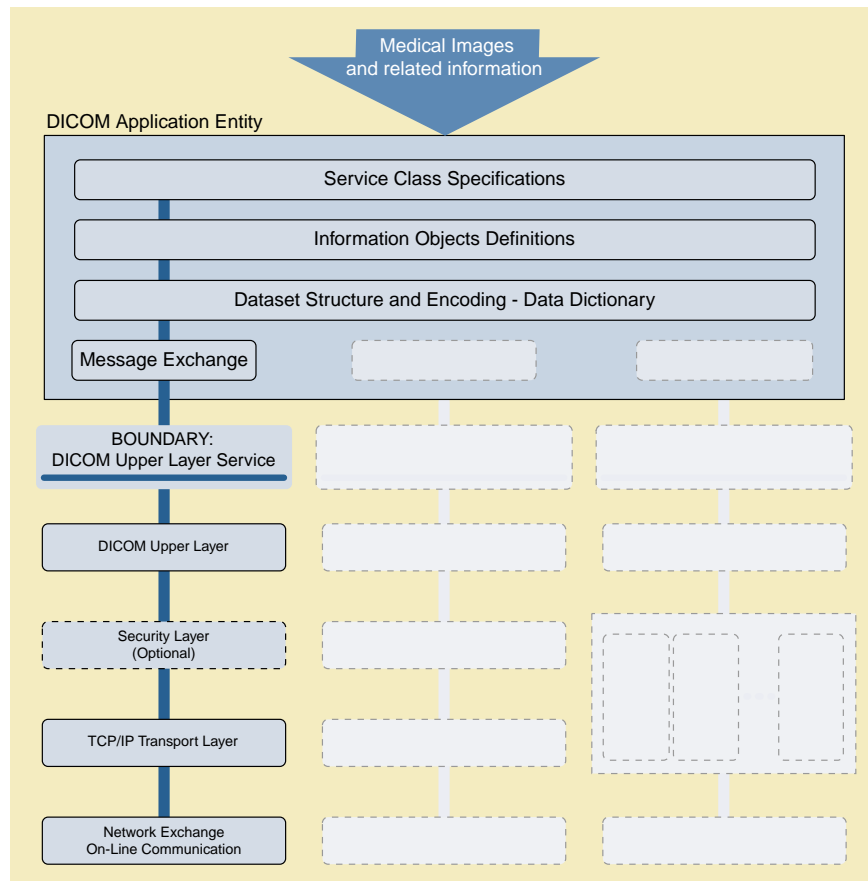 Medical Images
and related information
DICOM Application Entity
Service Class Specifications
Information Objects Definitions
Dataset Structure and Encoding - Data Dictionary
Message Exchange
BOUNDARY:
DICOM Upper Layer Service
DICOM Upper Layer
Security Layer
(Optional)
TCP/IP Transport Layer
Network Exchange
On-Line Communication